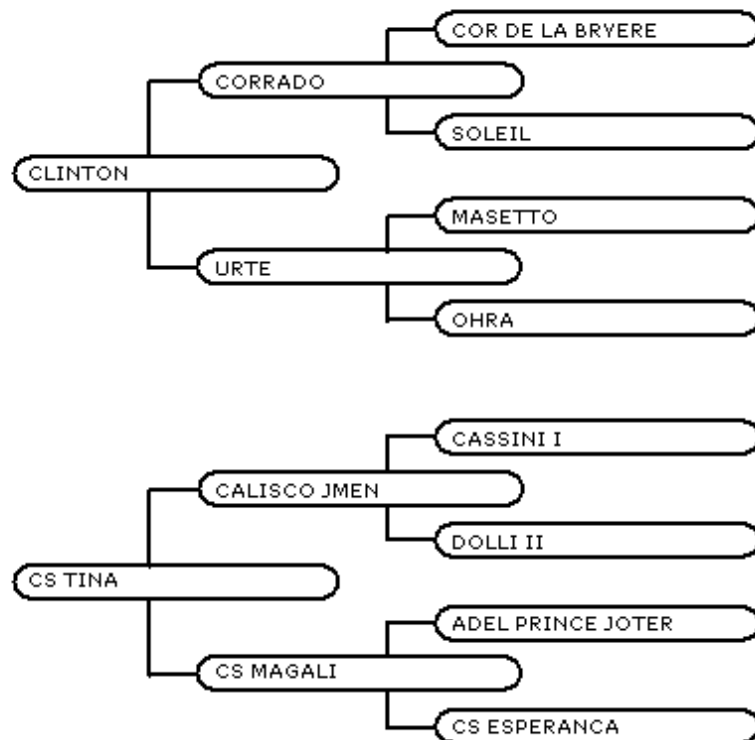 COR DE LA BRYERE
CORRADO
SOLEIL
CLINTON
MASETTO
URTE
OHRA
CASSINI I
CALISCO JMEN
DOLLI II
CS TINA
ADEL PRINCE JOTER
CS MAGALI
CS ESPERANCA